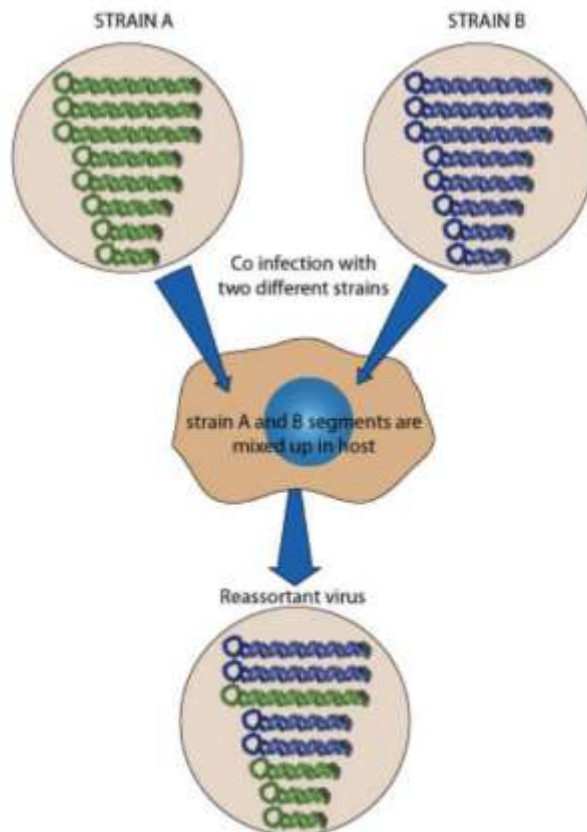 STRAIN A
STRAIN B
Co infection with
two different strains
strain A and B segments are
mixed up in host
Reassortant virus